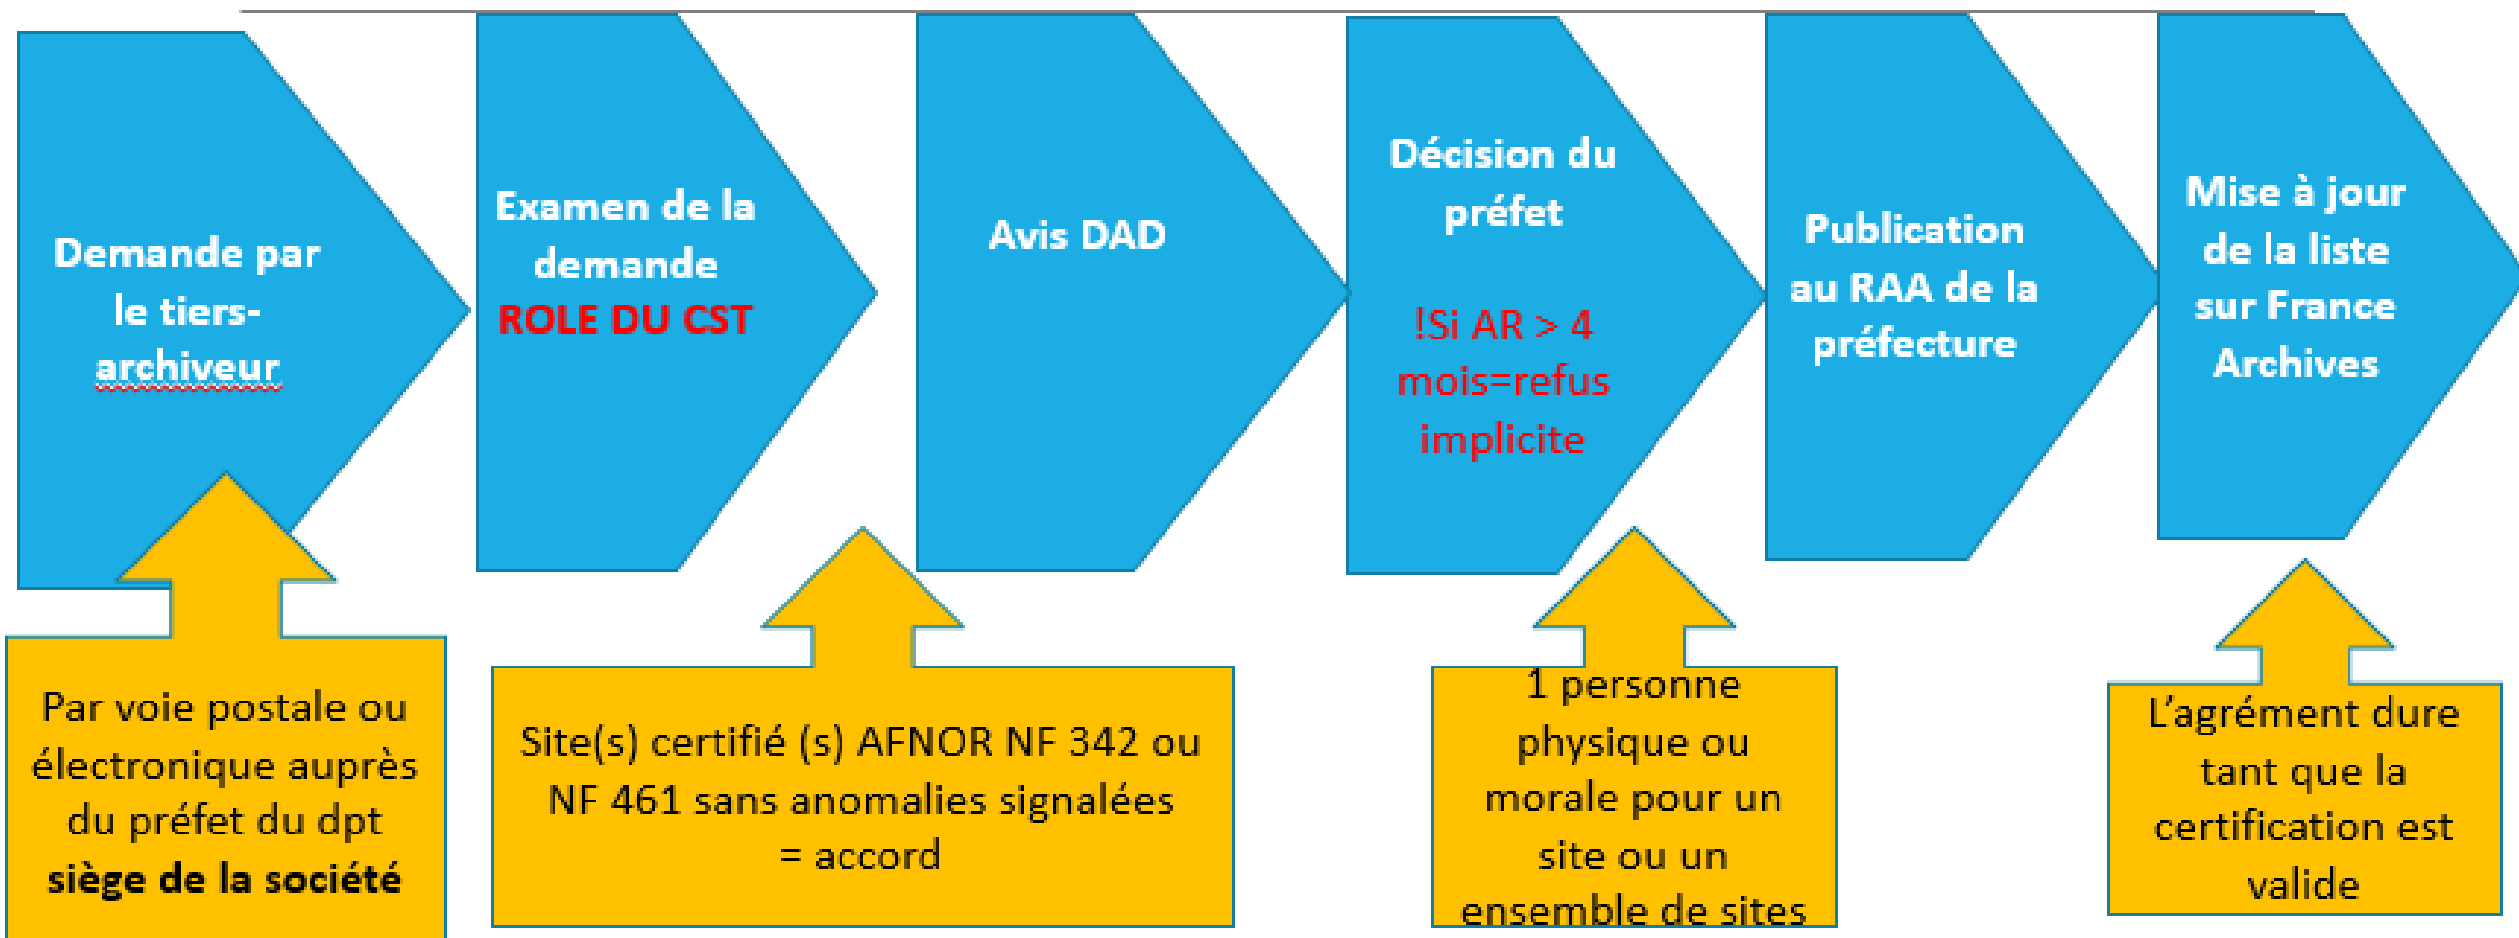 Demande par
le tiers-
archiveur
Examen de la
demande
ROLE DU CST
Avis DAD
Décision du
préfet
!Si AR > 4
mois=refus
implicite
Publication
au RAA de la
préfecture
Mise à jour
de la liste
sur France
Archives
Par voie postale ou
électronique auprès
du préfet du dpt
siège de la société
Site(s) certifié (s) AFNOR NF 342 ou
NF 461 sans anomalies signalées
= accord
1 personne
physique ou
morale pour un
site ou un
ensemble de sites
L’agrément dure
tant que la
certification est
valide